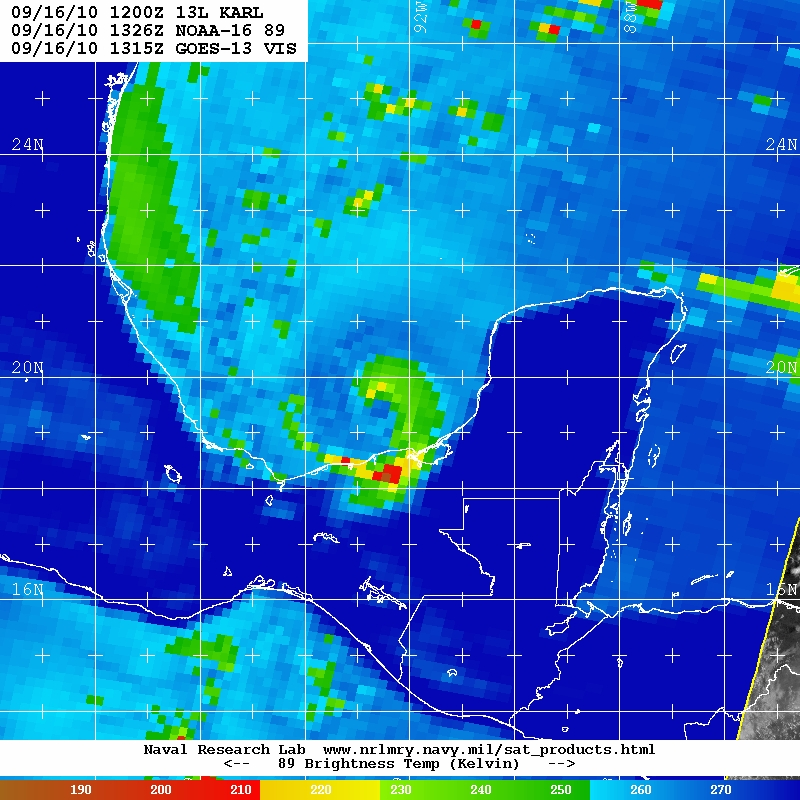 09/16/10 1200Z 13L KARL
09/16/10 1326Z NOAA-16 89
09/16/10 1315Z GOES-13 VIS
92W
88W
24N
24N
20N
20N
16N
16N
Naval Research Lab www.nrlmry.navy.mil/sat_products.html
<-- 89 Brightness Temp (Kelvin) -->
190 200 210 220 230 240 250 260 270